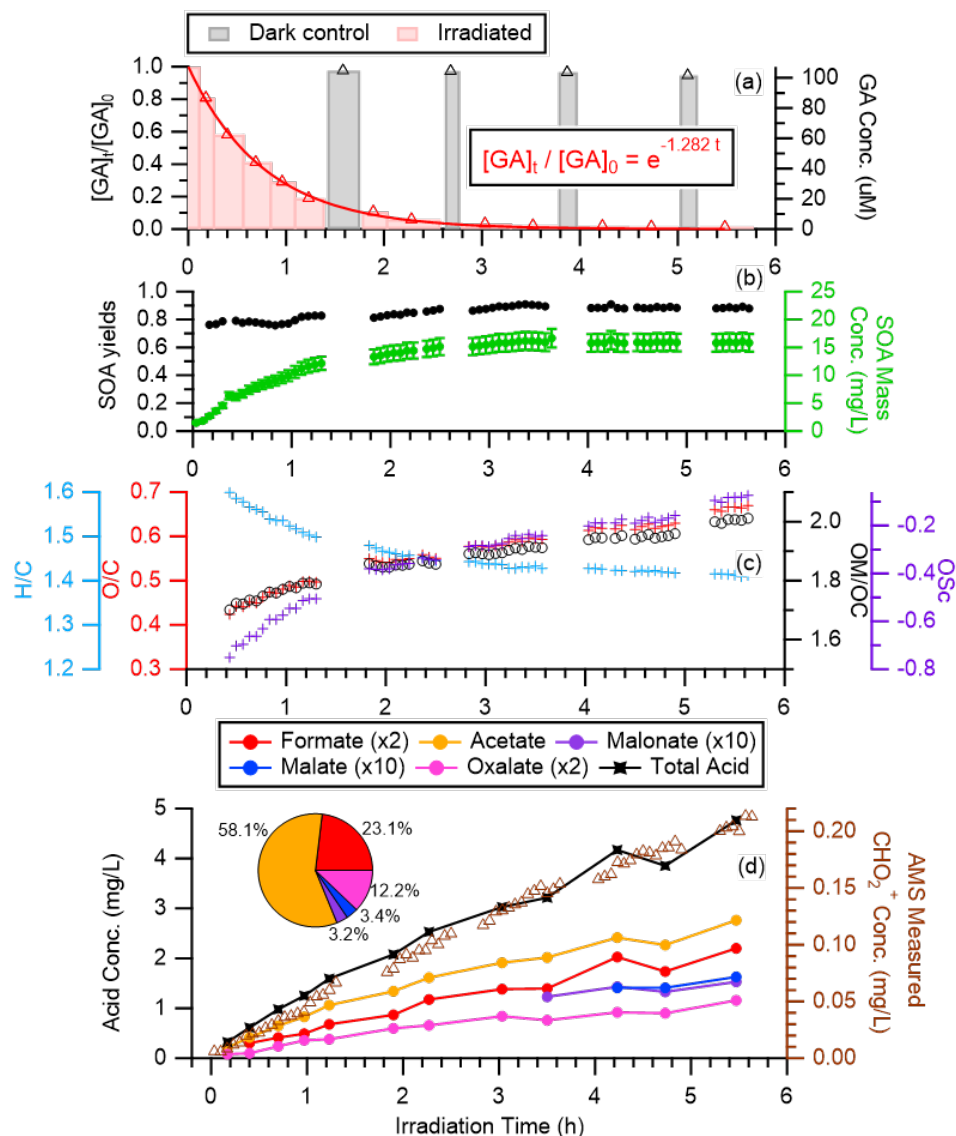 Dark control Irradiated
1.0 0.8 0.6 0.4 0.2 0.0
[GA]t/[GA]0
(a)
[GA]t / [GA]0 = e^-1.282 t
100 80 60 40 20 0
GA Conc. (uM)
0 1 2 3 4 5 6
1.0 0.8 0.6 0.4 0.2 0.0
SOA yields
(b)
25 20 15 10 5 0
SOA Mass
Conc. (mg/L)
0 1 2 3 4 5 6
1.6 1.5 1.4 1.3 1.2
H/C
0.7 0.6 0.5 0.4 0.3
O/C
(c)
2.0 1.8 1.6
OM/OC
-0.2 -0.4 -0.6 -0.8
OSc
0 1 2 3 4 5 6
Formate (x2) Acetate Malonate (x10)
Malate (x10) Oxalate (x2) Total Acid
5 4 3 2 1 0
Acid Conc. (mg/L)
58.1% 23.1%
12.2%
3.4%
3.2%
(d)
0.20 0.15 0.10 0.05 0.00
AMS Measured
CHO2+ Conc. (mg/L)
0 1 2 3 4 5 6
Irradiation Time (h)